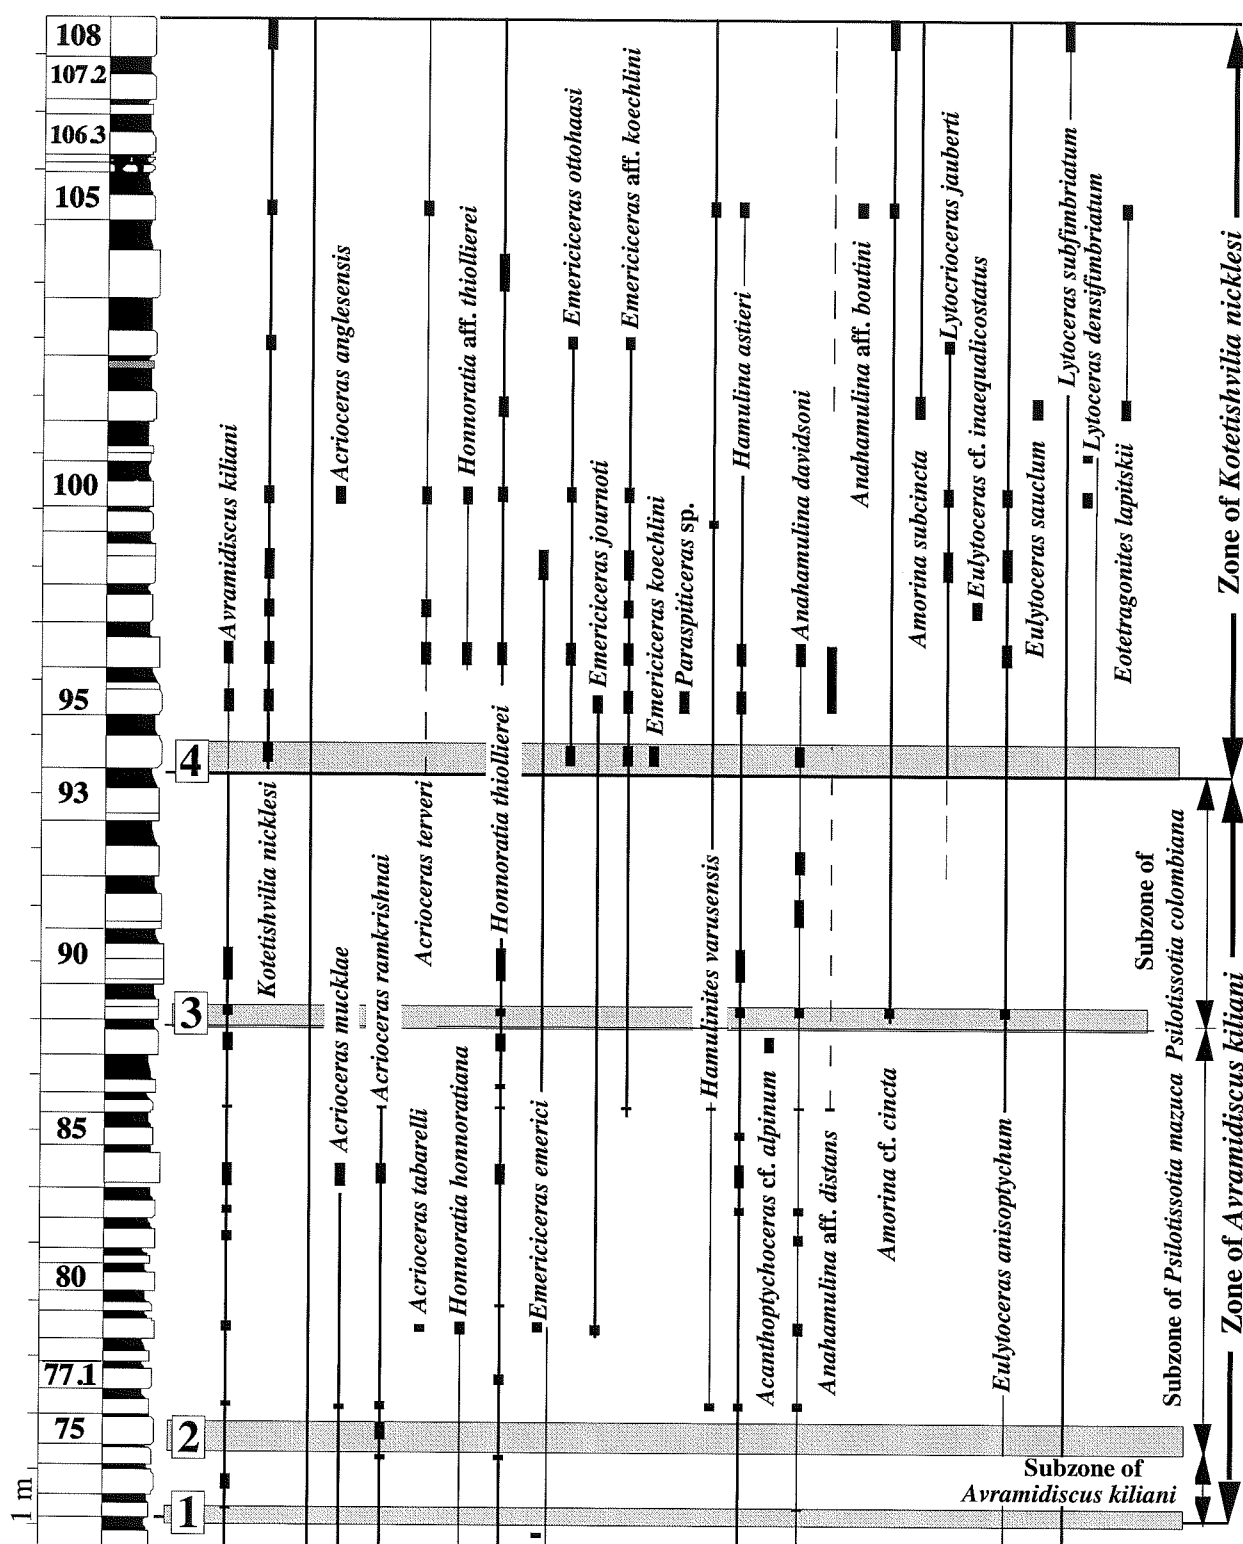 108
107.2
106.3
105
100
95
93
90
85
80
77.1
75
1 m
4
3
2
1
Avramidiscus kiliani
Kotetishvilia nicklesi
Acrioceras anglesensis
Acrioceras mucklae
Acrioceras ramkrishnai
Acrioceras terveri
Acrioceras tabarelli
Honnoratia aff. thiollierei
Honnoratia honnoratiana
Honnoratia thiollierei
Emericiceras emerici
Emericiceras ottohaasi
Emericiceras journoti
Emericiceras aff. koechlini
Emericiceras koechlini
Paraspiticeras sp.
Hamulinites varusensis
Hamulina astieri
Acanthoptychoceras cf. alpinum
Anahamulina davidsoni
Anahamulina aff. distans
Anahamulina aff. boutini
Amorina cf. cincta
Amorina subcincta
Lytocrioceras jauberti
Eulytoceras cf. inaequalicostatus
Eulytoceras anisoptychum
Eulytoceras sauclum
Lytoceras subfimbriatum
Lytoceras densifimbriatum
Eotetragonites lapitskii
Zone of Kotetishvilia nicklesi
Subzone of
Psilotissotia colombiana
Subzone of Psilotissotia mazuca
Zone of Avramidiscus kiliani
Subzone of
Avramidiscus kiliani